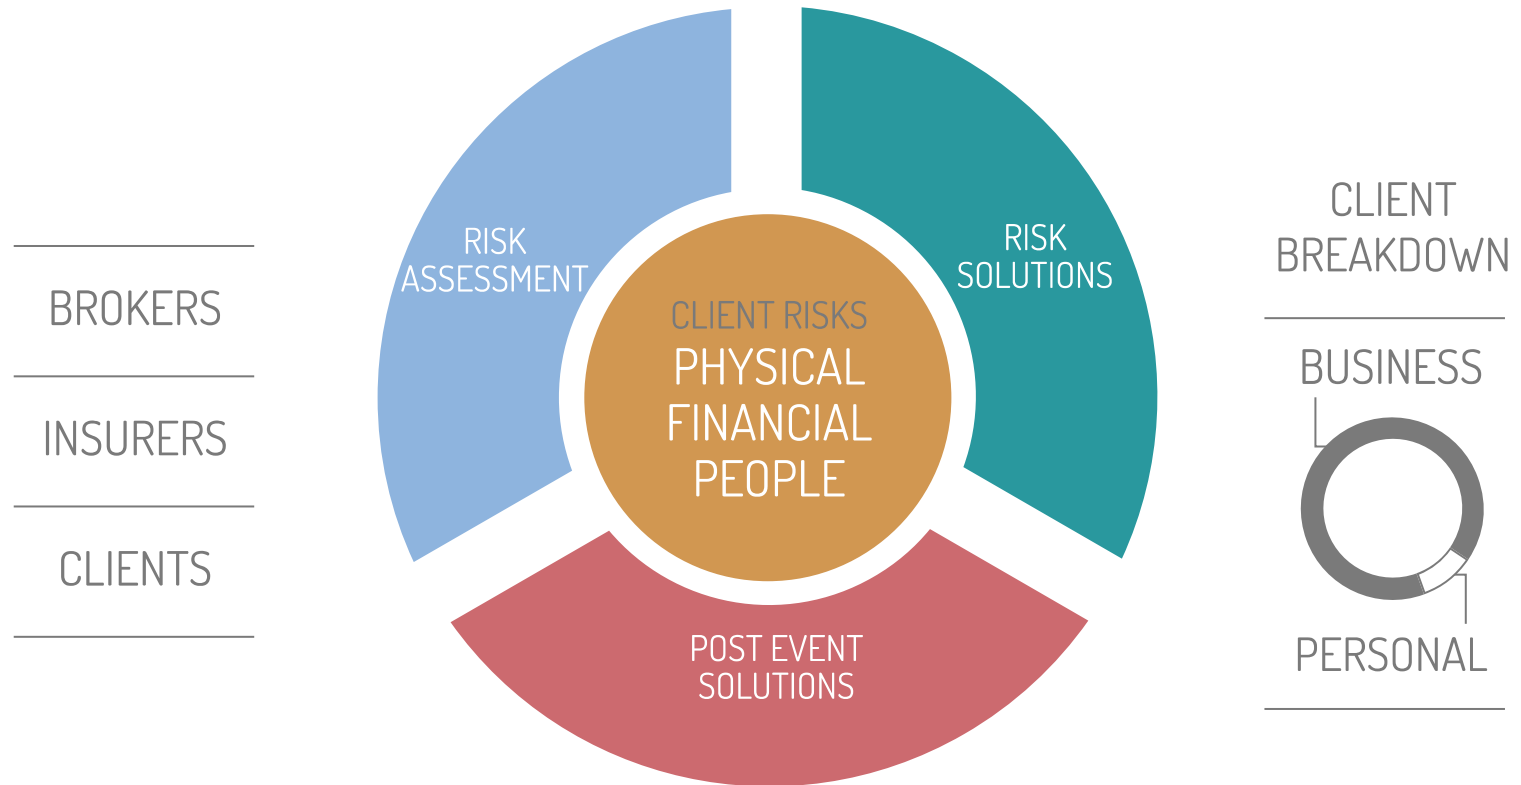 BROKERS
INSURERS
CLIENTS
RISK
ASSESSMENT
RISK
SOLUTIONS
CLIENT RISKS
PHYSICAL
FINANCIAL
PEOPLE
POST EVENT
SOLUTIONS
CLIENT
BREAKDOWN
BUSINESS
PERSONAL